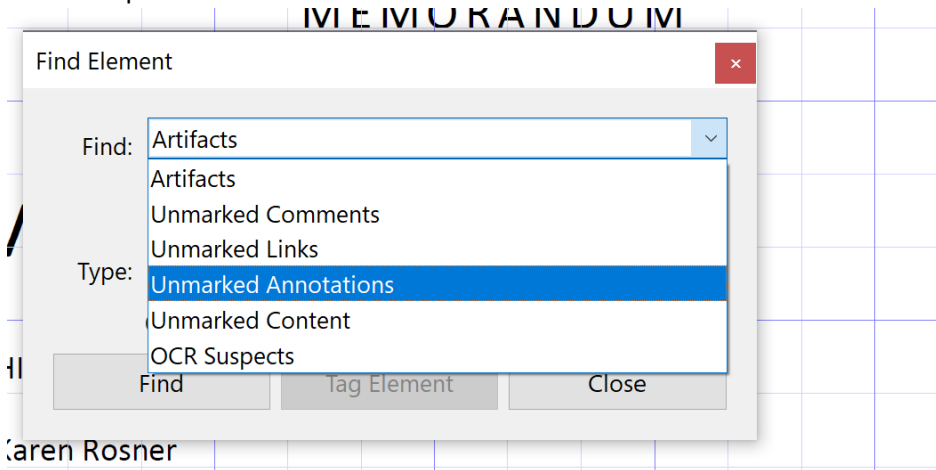 MEMORANDUM
Find Element
Find: Artifacts
Artifacts
Unmarked Comments
Unmarked Links
Type:
Unmarked Annotations
Unmarked Content
OCR Suspects
Find Tag Element Close
Karen Rosner